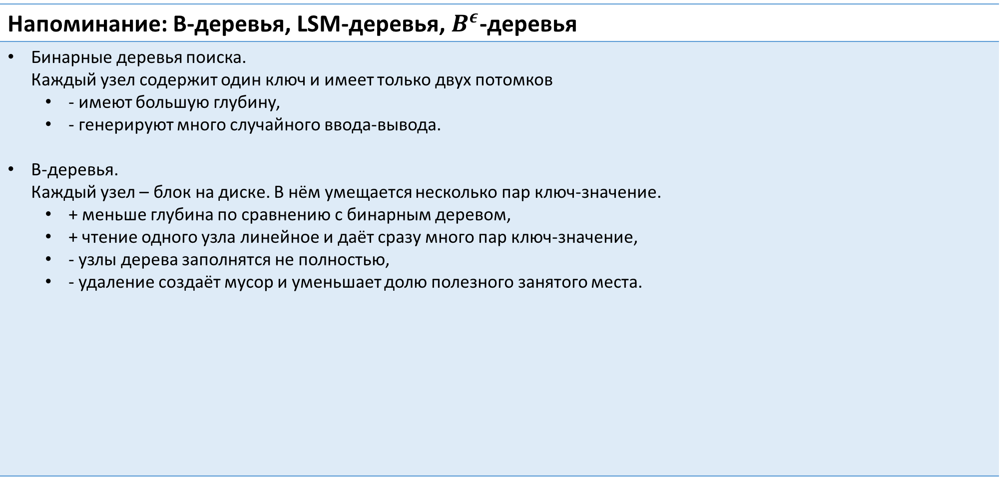 Напоминание: B-деревья, LSM-деревья, B^ϵ-деревья
• Бинарные деревья поиска.
Каждый узел содержит один ключ и имеет только двух потомков
• - имеют большую глубину,
• - генерируют много случайного ввода-вывода.
• B-деревья.
Каждый узел – блок на диске. В нём умещается несколько пар ключ-значение.
• + меньше глубина по сравнению с бинарным деревом,
• + чтение одного узла линейное и даёт сразу много пар ключ-значение,
• - узлы дерева заполнятся не полностью,
• - удаление создаёт мусор и уменьшает долю полезного занятого места.